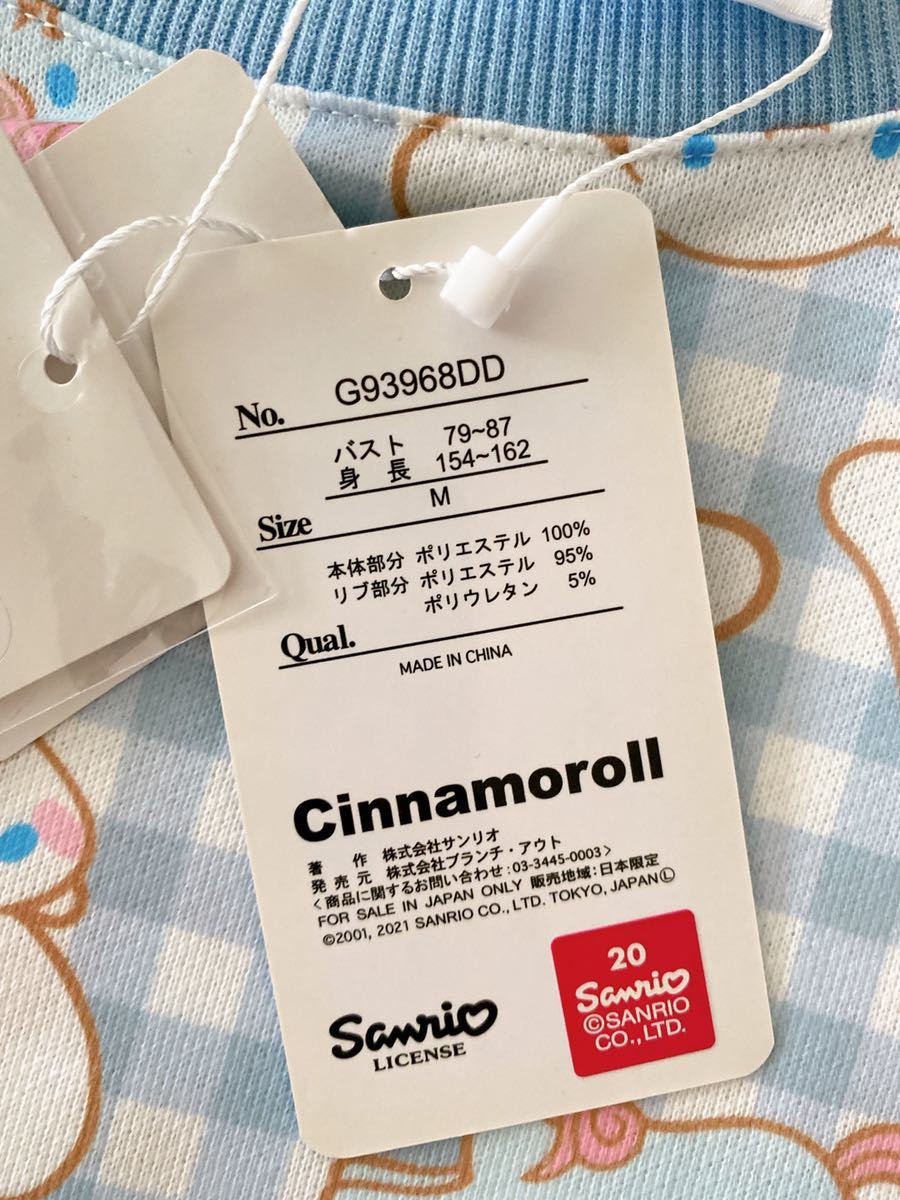 No. G93968DD
バスト 79~87
身 長 154~162
Size M
本体部分 ポリエステル 100%
リブ部分 ポリエステル 95%
ポリウレタン 5%
Qual.
MADE IN CHINA
Cinnamoroll
著 作 株式会社サンリオ
発 売 元 株式会社ブランチ・アウト
<商品に関するお問い合わせ:03-3445-0003>
FOR SALE IN JAPAN ONLY 販売地域:日本限定
©2001, 2021 SANRIO CO., LTD. TOKYO, JAPAN Ⓛ
Sanrio
LICENSE
20
Sanrio
©SANRIO
CO., LTD.